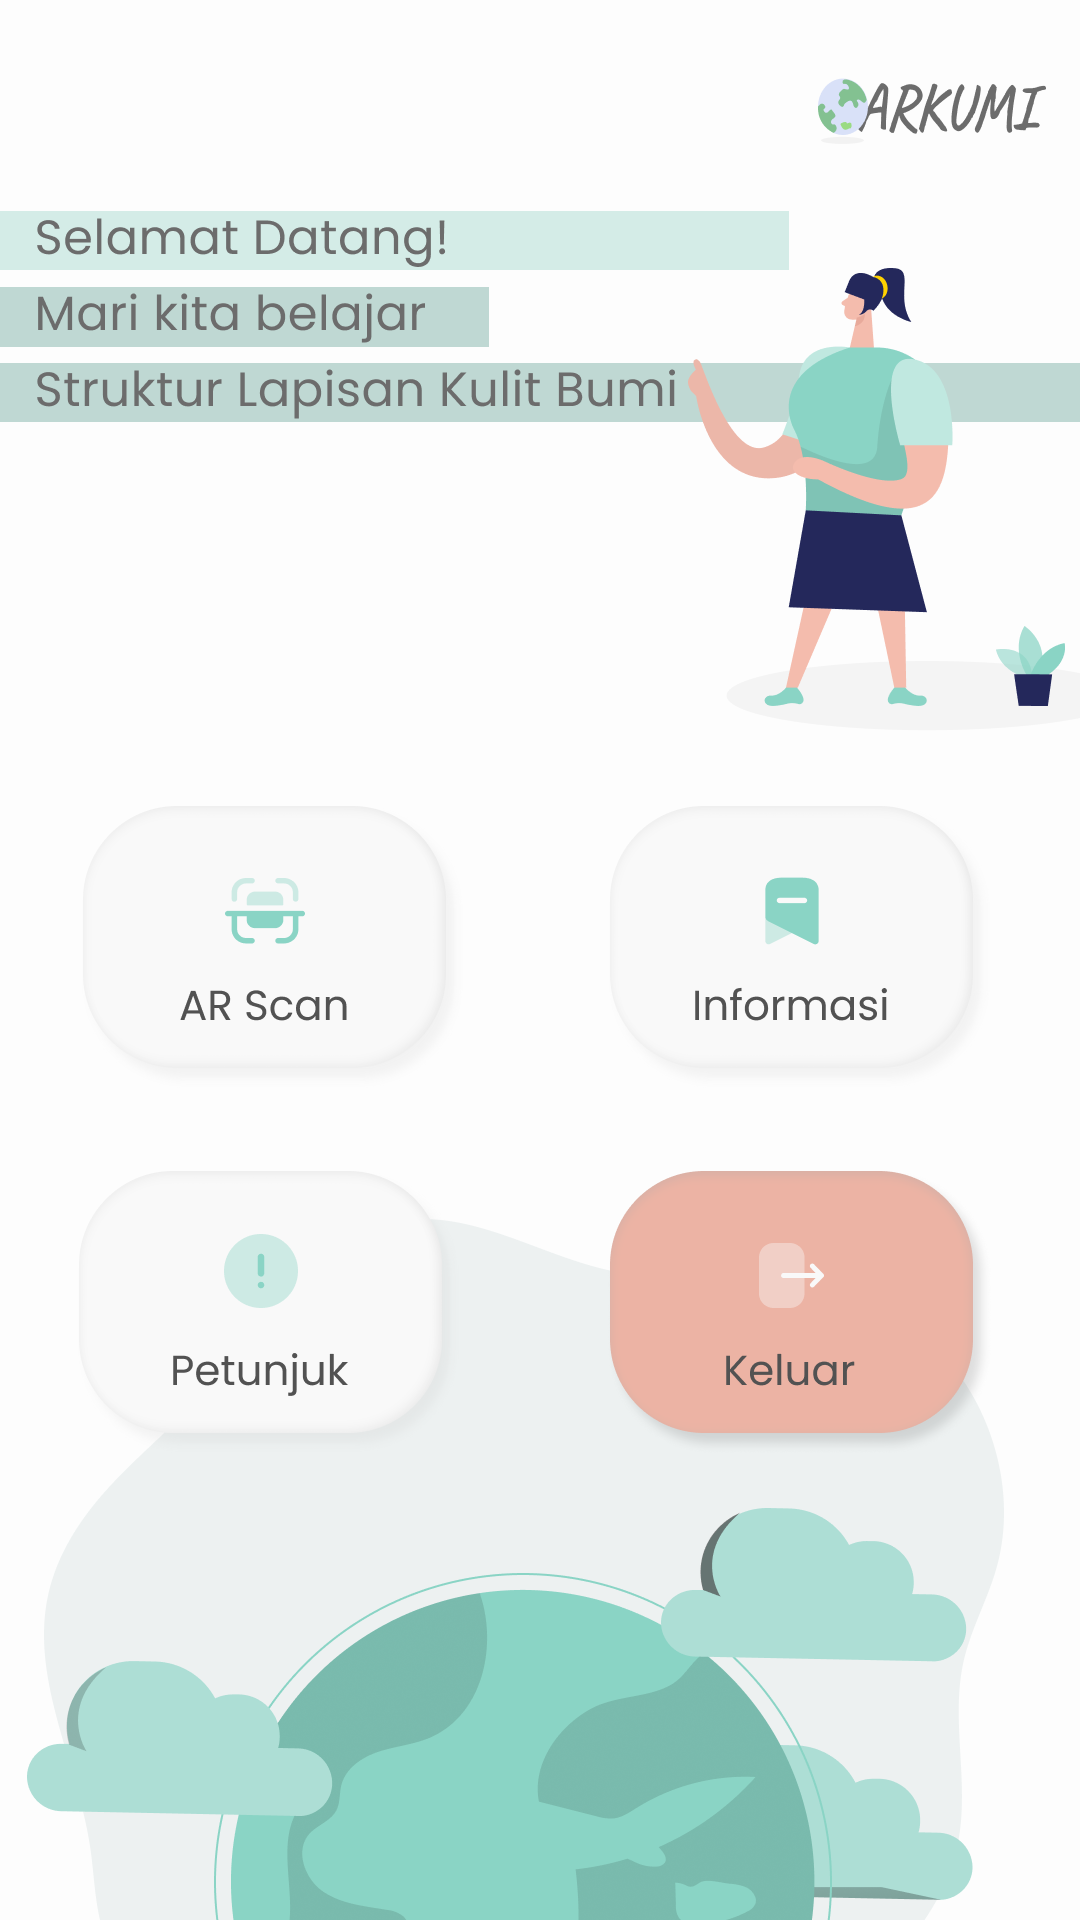 ARKUMI
Selamat Datang!
Mari kita belajar
Struktur Lapisan Kulit Bumi
AR Scan
Informasi
Petunjuk
Keluar